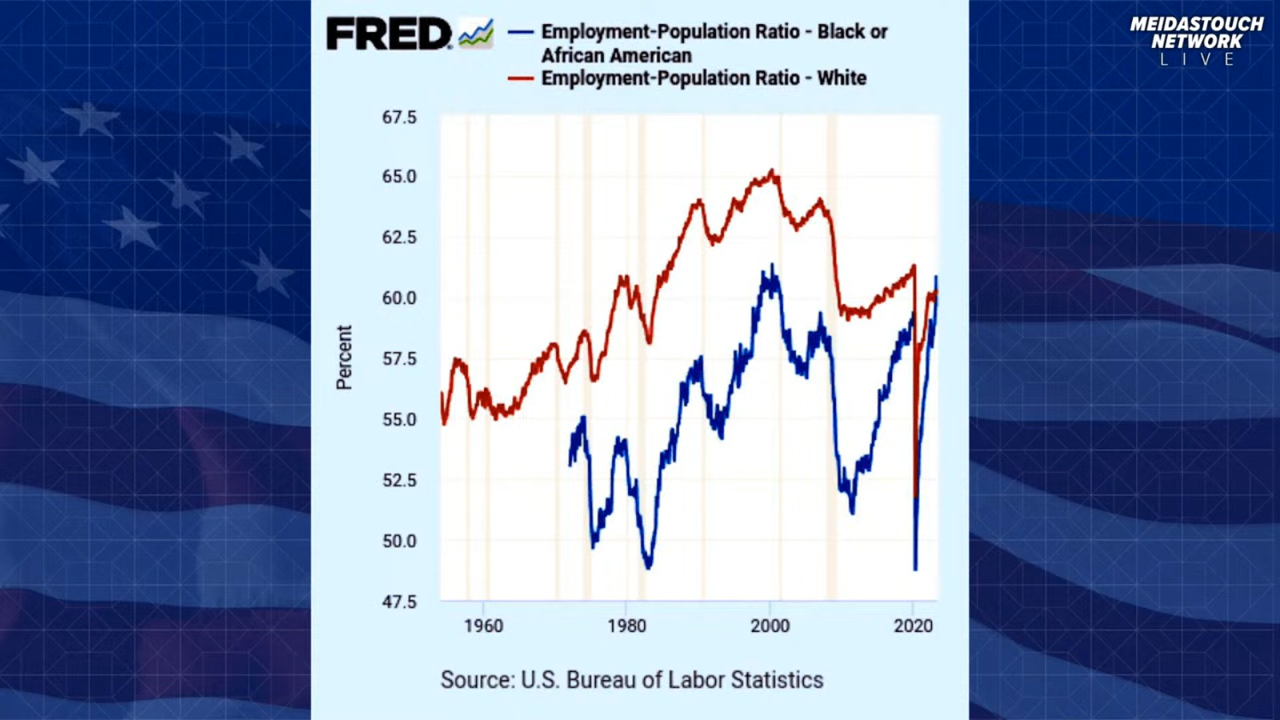 FRED
Employment-Population Ratio - Black or
African American
Employment-Population Ratio - White
MEIDASTOUCH
NETWORK
LIVE
67.5
65.0
62.5
60.0
57.5
55.0
52.5
50.0
47.5
Percent
1960
1980
2000
2020
Source: U.S. Bureau of Labor Statistics